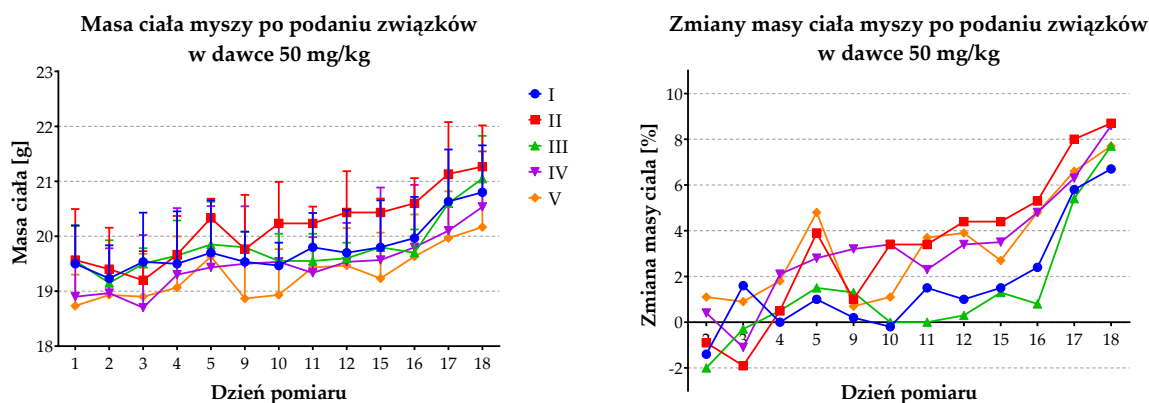 Masa ciała myszy po podaniu związków
w dawce 50 mg/kg
23
22
21
20
19
18
Masa ciała [g]
1 2 3 4 5 9 10 11 12 15 16 17 18
Dzień pomiaru
I
II
III
IV
V
Zmiany masy ciała myszy po podaniu związków
w dawce 50 mg/kg
10
8
6
4
2
0
-2
Zmiana masy ciała [%]
2 3 4 5 9 10 11 12 15 16 17 18
Dzień pomiaru